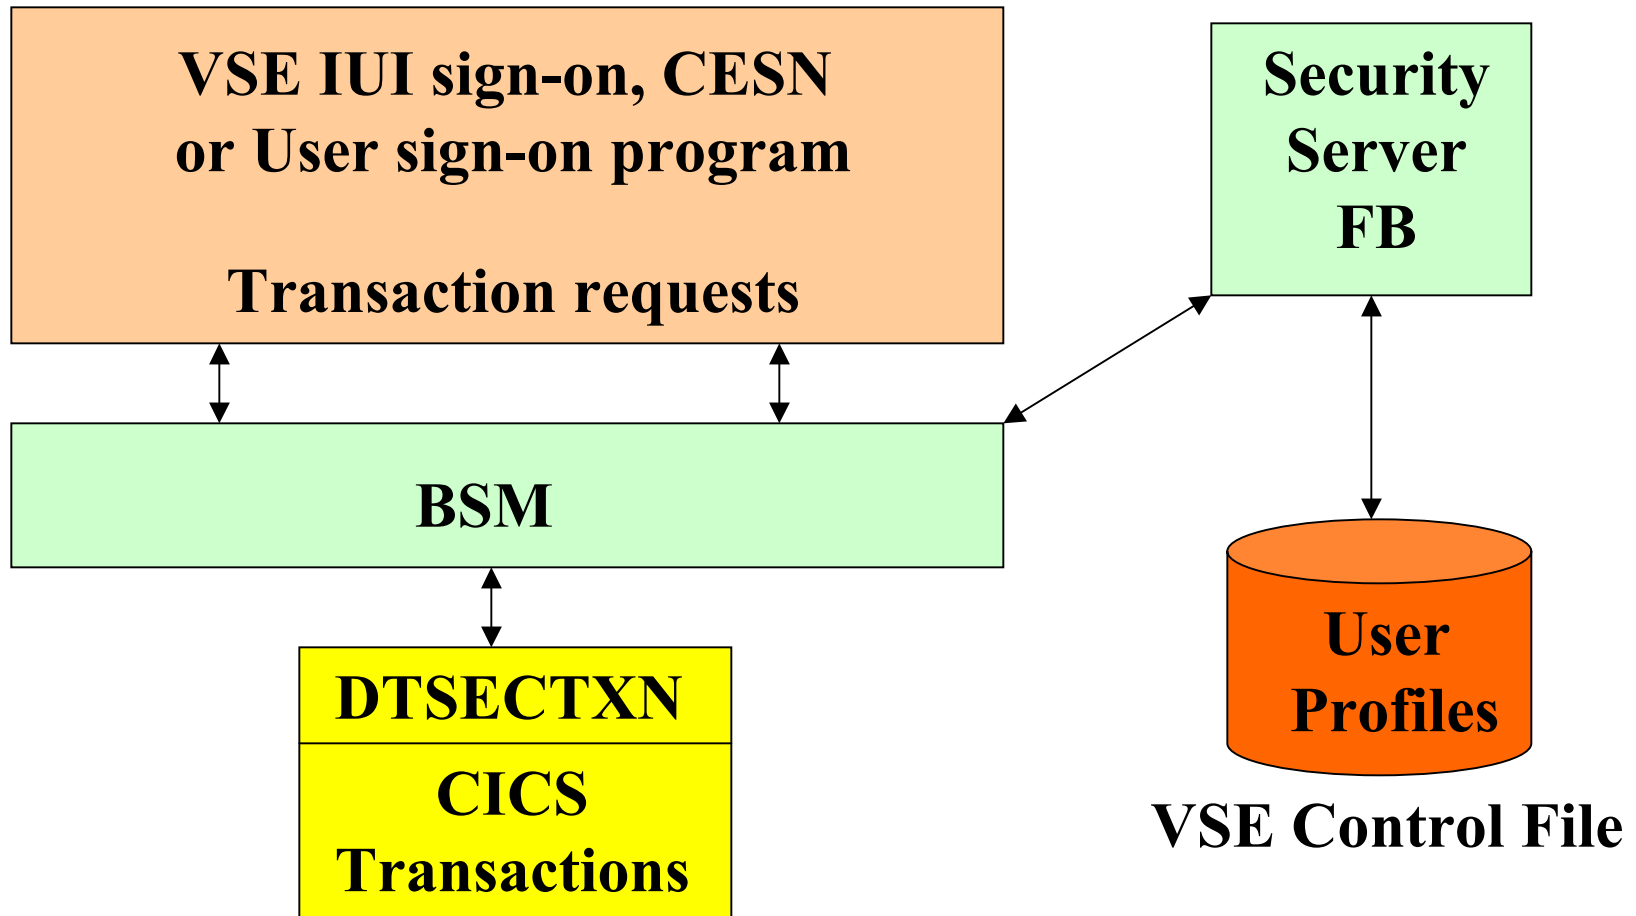 VSE IUI sign-on, CESN
or User sign-on program
Transaction requests
Security
Server
FB
BSM
DTSECTXN
CICS
Transactions
User
Profiles
VSE Control File